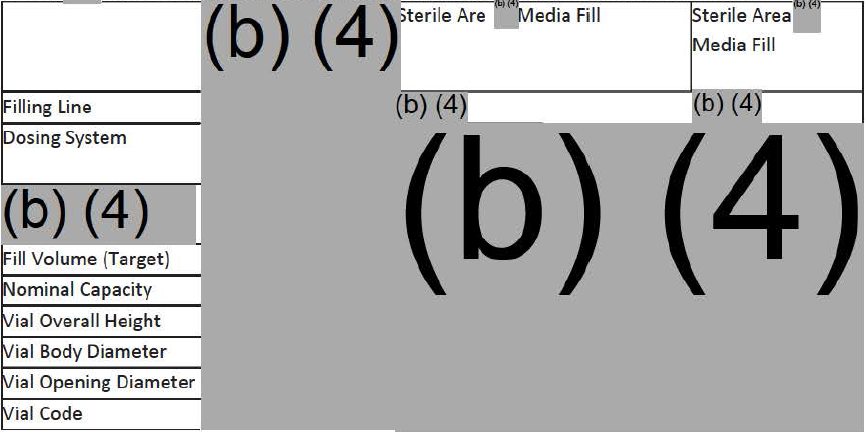 (b) (4)
Sterile Are (b) (4) Media Fill
Sterile Area (b) (4)
Media Fill
Filling Line
(b) (4)
(b) (4)
Dosing System
(b) (4)
(b) (4)
Fill Volume (Target)
Nominal Capacity
Vial Overall Height
Vial Body Diameter
Vial Opening Diameter
Vial Code